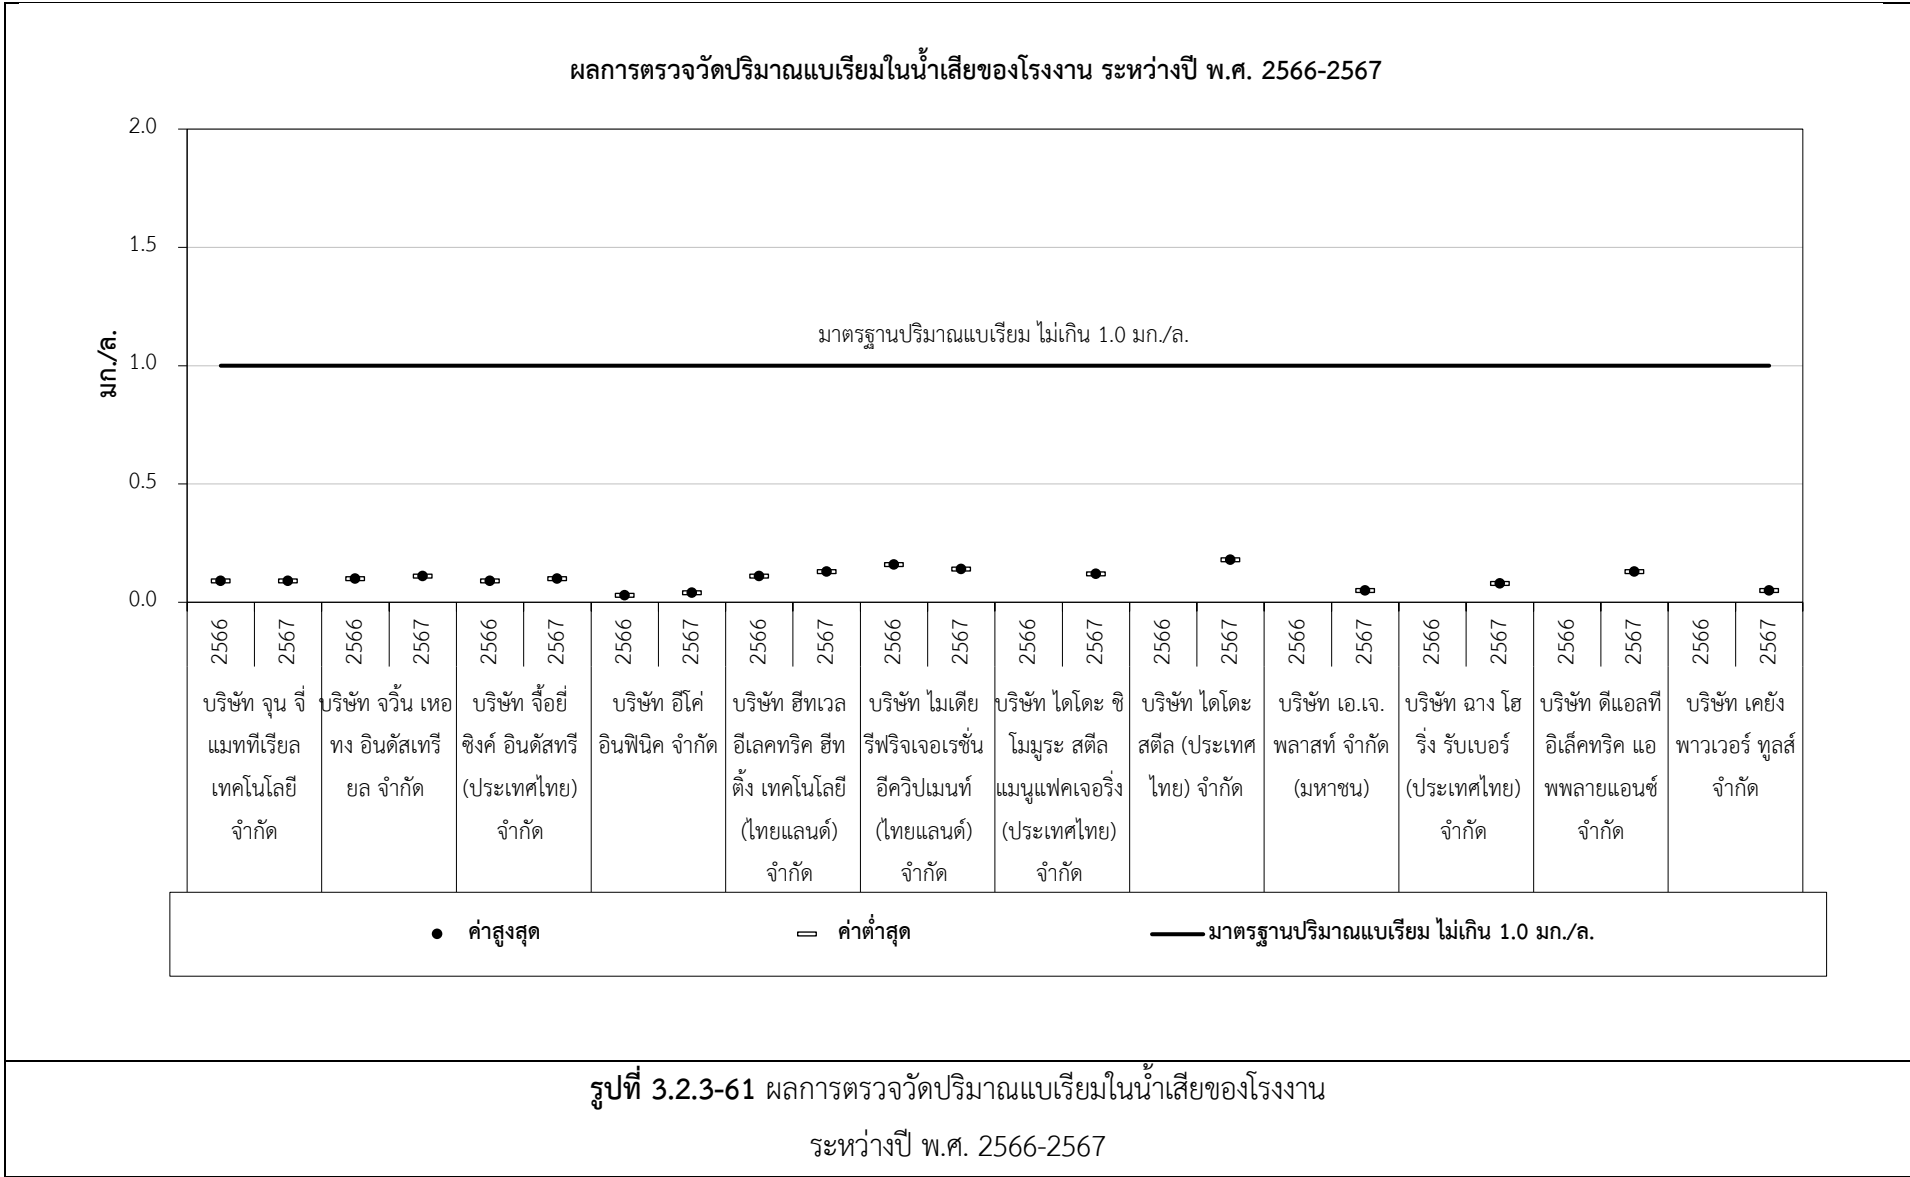 ผลการตรวจวัดปริมาณแบเรียมในน้ำเสียของโรงงาน ระหว่างปี พ.ศ. 2566-2567
2.0
1.5
มก./ล.
มาตรฐานปริมาณแบเรียม ไม่เกิน 1.0 มก./ล.
1.0
0.5
0.0
2566 2567 2566 2567 2566 2567 2566 2567 2566 2567 2566 2567 2566 2567 2566 2567 2566 2567 2566 2567 2566 2567 2566 2567
บริษัท จุน จี่
แมททีเรียล
เทคโนโลยี
จำกัด
บริษัท จวิ้น เหอ
ทง อินดัสเทรี
ยล จำกัด
บริษัท จื้อยี่
ซิงค์ อินดัสทรี
(ประเทศไทย)
จำกัด
บริษัท อีโค่
อินฟินิค จำกัด
บริษัท ฮีทเวล
อีเลคทริค ฮีท
ติ้ง เทคโนโลยี
(ไทยแลนด์)
จำกัด
บริษัท ไมเดีย
รีฟริจเจอเรชั่น
อีควิปเมนท์
(ไทยแลนด์)
จำกัด
บริษัท ไดโดะ ชิ
โมมูระ สตีล
แมนูแฟคเจอริ่ง
(ประเทศไทย)
จำกัด
บริษัท ไดโดะ
สตีล (ประเทศ
ไทย) จำกัด
บริษัท เอ.เจ.
พลาสท์ จำกัด
(มหาชน)
บริษัท ฉาง โฮ
ริ่ง รับเบอร์
(ประเทศไทย)
จำกัด
บริษัท ดีแอลที
อิเล็คทริค แอ
พพลายแอนซ์
จำกัด
บริษัท เคยัง
พาวเวอร์ ทูลส์
จำกัด
ค่าสูงสุด ค่าต่ำสุด มาตรฐานปริมาณแบเรียม ไม่เกิน 1.0 มก./ล.
รูปที่ 3.2.3-61 ผลการตรวจวัดปริมาณแบเรียมในน้ำเสียของโรงงาน
ระหว่างปี พ.ศ. 2566-2567